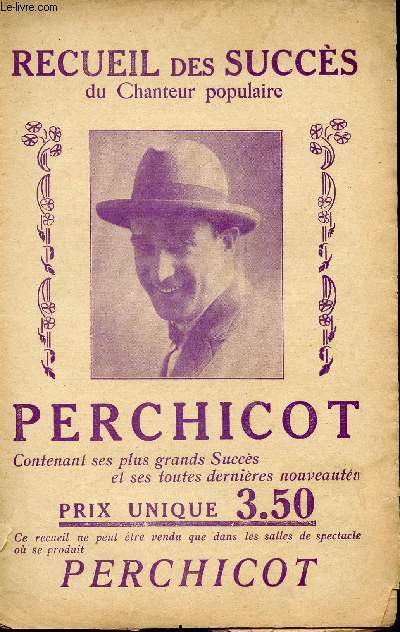 Le-livre.com
RECUEIL DES SUCCÈS
du Chanteur populaire
PERCHICOT
Contenant ses plus grands Succès
et ses toutes dernières nouveautés
PRIX UNIQUE 3.50
Ce recueil ne peut être vendu que dans les salles de spectacle
où se produit
PERCHICOT